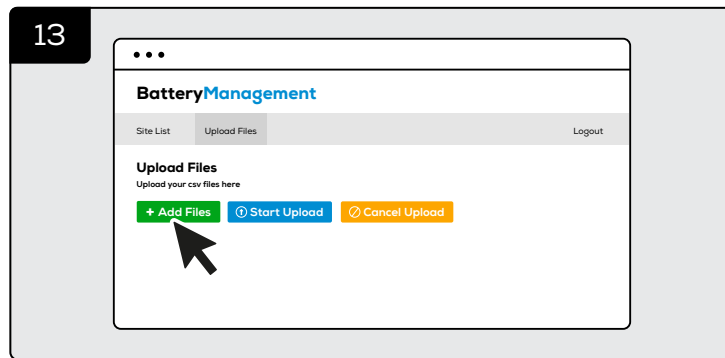 13
BatteryManagement
Site List Upload Files Logout
Upload Files
Upload your csv files here
+ Add Files Start Upload Cancel Upload